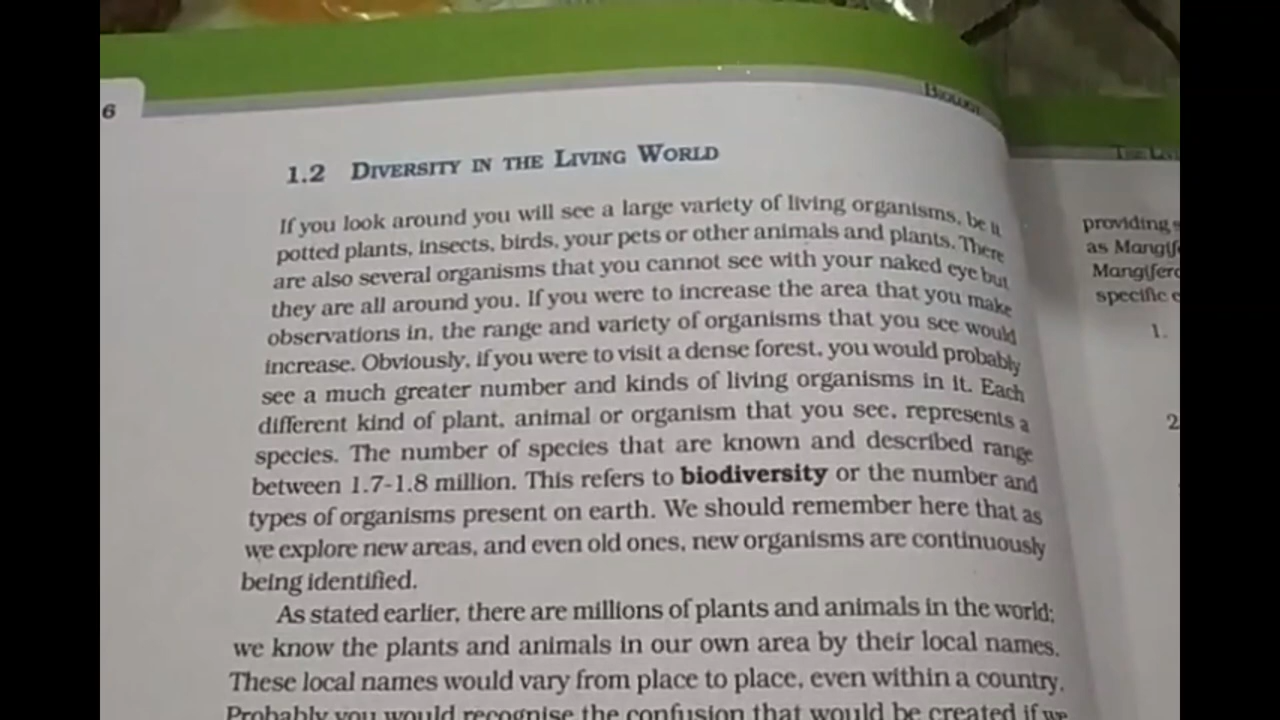 6
BIOLOGY
1.2 DIVERSITY IN THE LIVING WORLD
If you look around you will see a large variety of living organisms, be it
potted plants, insects, birds, your pets or other animals and plants. There
are also several organisms that you cannot see with your naked eye but
they are all around you. If you were to increase the area that you make
observations in, the range and variety of organisms that you see would
increase. Obviously, if you were to visit a dense forest, you would probably
see a much greater number and kinds of living organisms in it. Each
different kind of plant, animal or organism that you see, represents a
species. The number of species that are known and described range
between 1.7-1.8 million. This refers to biodiversity or the number and
types of organisms present on earth. We should remember here that as
we explore new areas, and even old ones, new organisms are continuously
being identified.
As stated earlier, there are millions of plants and animals in the world;
we know the plants and animals in our own area by their local names.
These local names would vary from place to place, even within a country.
Probably you would recognise the confusion that would be created if we
THE
providing
as
specific
1.
2